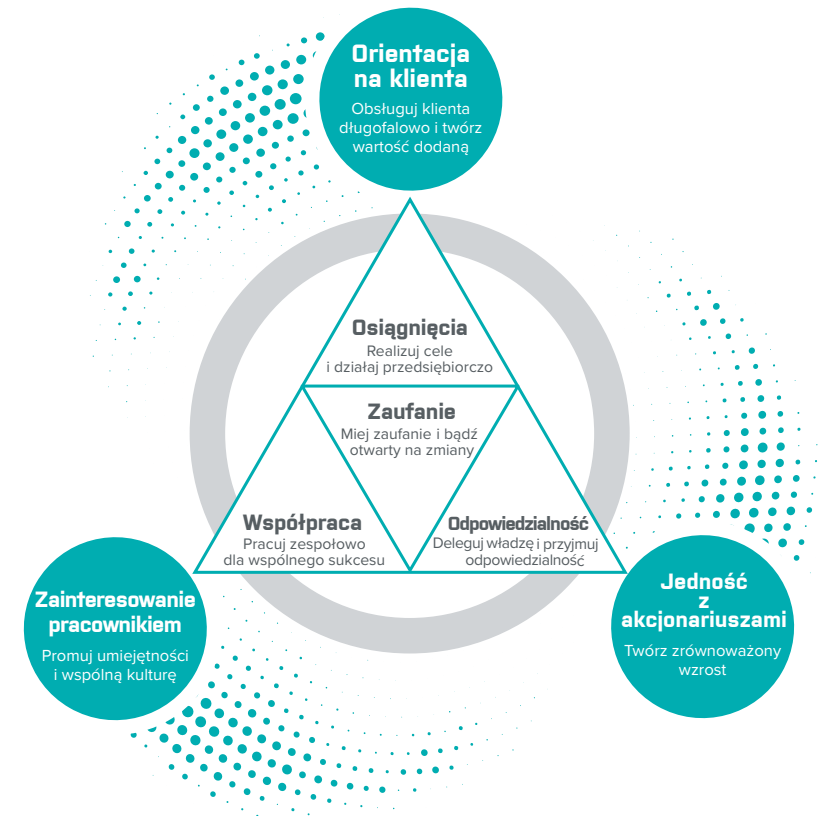 Orientacja
na klienta
Obsługuj klienta
długofalowo i twórz
wartość dodaną
Osiągnięcia
Realizuj cele
i działaj przedsiębiorczo
Zaufanie
Miej zaufanie i bądź
otwarty na zmiany
Współpraca
Pracuj zespołowo
dla wspólnego sukcesu
Odpowiedzialność
Deleguj władzę i przyjmuj
odpowiedzialność
Zainteresowanie
pracownikiem
Promuj umiejętności
i wspólną kulturę
Jedność
z
akcjonariuszami
Twórz zrównoważony
wzrost